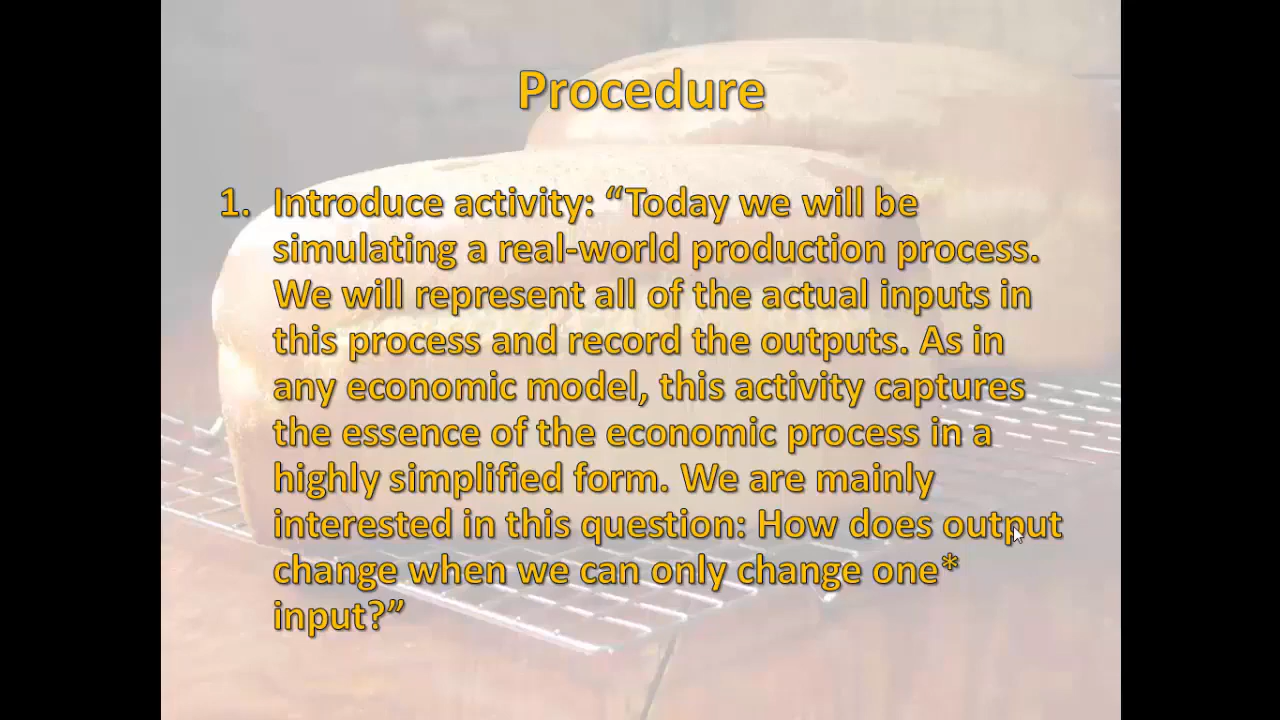 Procedure
1. Introduce activity: “Today we will be
simulating a real-world production process.
We will represent all of the actual inputs in
this process and record the outputs. As in
any economic model, this activity captures
the essence of the economic process in a
highly simplified form. We are mainly
interested in this question: How does output
change when we can only change one*
input?”